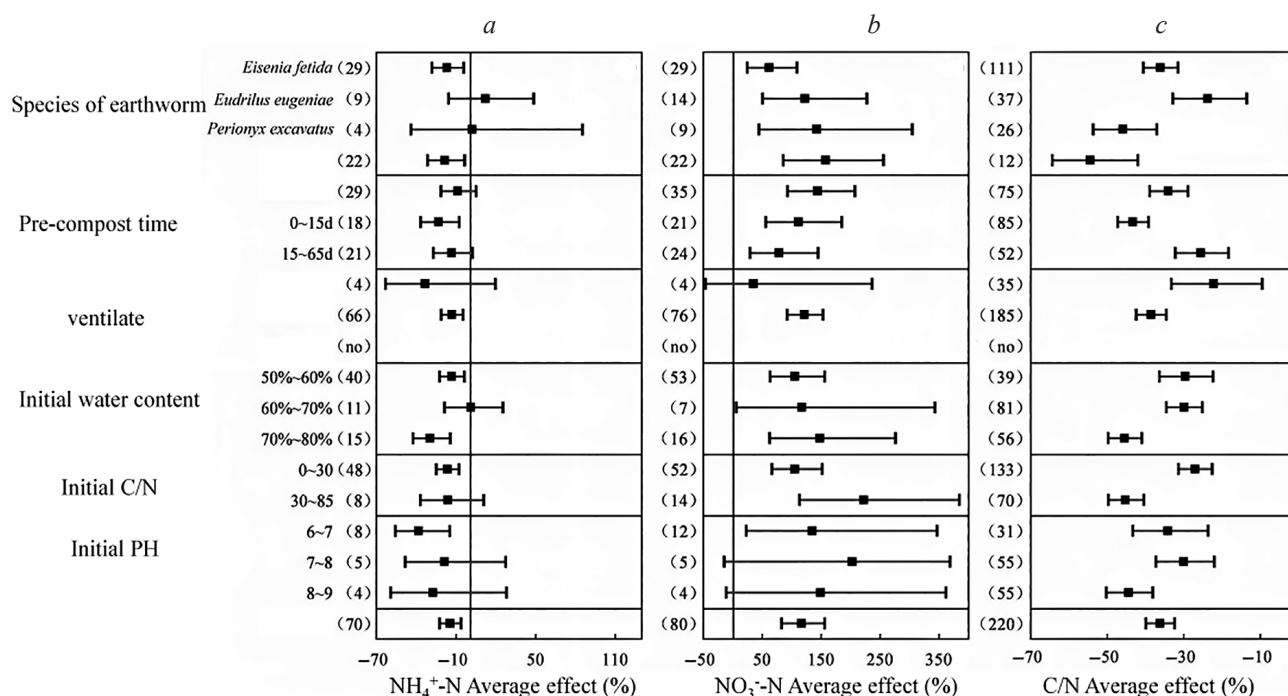 a b c
Eisenia fetida (29) (29) (111)
Species of earthworm Eudrilus eugeniae (9) (14) (37)
Perionyx excavatus (4) (9) (26)
(22) (22) (12)
(29) (35) (75)
Pre-compost time 0~15d (18) (21) (85)
15~65d (21) (24) (52)
(4) (4) (35)
ventilate (66) (76) (185)
(no) (no) (no)
50%~60% (40) (53) (39)
Initial water content 60%~70% (11) (7) (81)
70%~80% (15) (16) (56)
Initial C/N 0~30 (48) (52) (133)
30~85 (8) (14) (70)
Initial PH 6~7 (8) (12) (31)
7~8 (5) (5) (55)
8~9 (4) (4) (55)
(70) (80) (220)
−70 −10 50 110 −50 50 150 250 350 −70 −50 −30 −10
NH₄⁺-N Average effect (%) NO₃⁻-N Average effect (%) C/N Average effect (%)